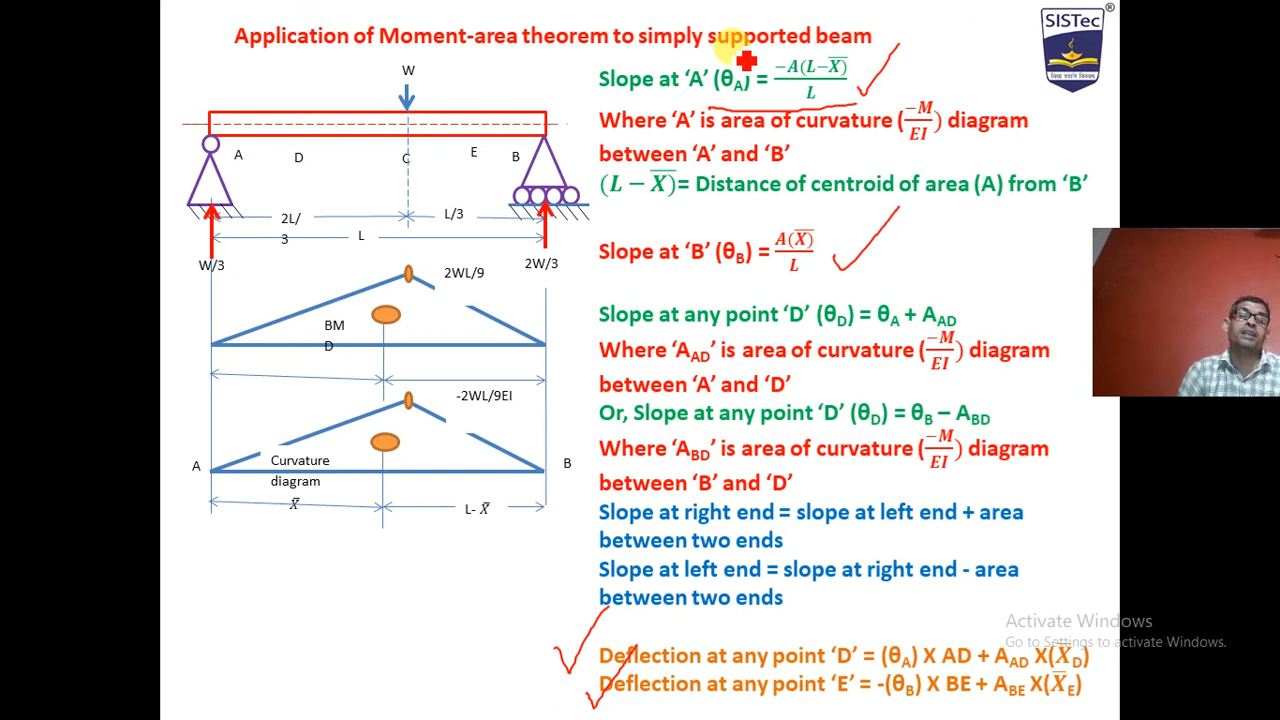 Application of Moment-area theorem to simply supported beam
SISTec
®
W
A
D
C
E
B
2L/
3
L/3
L
W/3
2W/3
2WL/9
BM
D
-2WL/9EI
A
B
Curvature
diagram
X̄
L- X̄
Slope at ‘A’ (θA) = −A(L−X̄)/L
Where ‘A’ is area of curvature (−M/EI) diagram
between ‘A’ and ‘B’
(L − X̄)= Distance of centroid of area (A) from ‘B’
Slope at ‘B’ (θB) = A(X̄)/L
Slope at any point ‘D’ (θD) = θA + AAD
Where ‘AAD’ is area of curvature (−M/EI) diagram
between ‘A’ and ‘D’
Or, Slope at any point ‘D’ (θD) = θB – ABD
Where ‘ABD’ is area of curvature (−M/EI) diagram
between ‘B’ and ‘D’
Slope at right end = slope at left end + area
between two ends
Slope at left end = slope at right end - area
between two ends
Activate Windows
Go to Settings to activate Windows.
Deflection at any point ‘D’ = (θA) X AD + AAD X(X̄D)
Deflection at any point ‘E’ = -(θB) X BE + ABE X(X̄E)